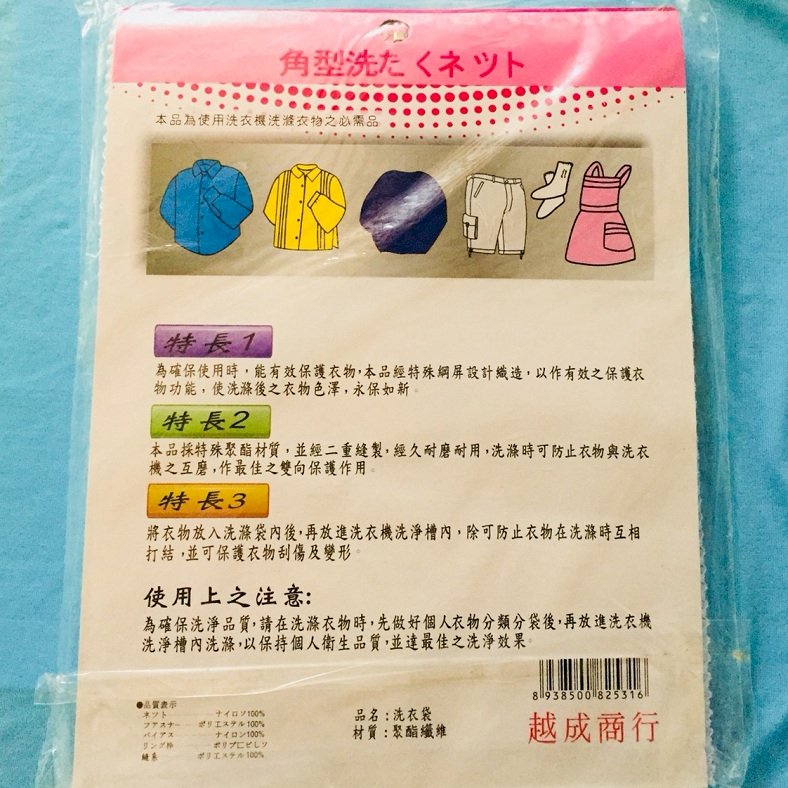 角型洗たくネツト
本品為使用洗衣機洗滌衣物之必需品
特長1
為確保使用時，能有效保護衣物，本品經特殊網屏設計織造，以作有效之保護衣
物功能，使洗滌後之衣物色澤，永保如新。
特長2
本品採特殊聚酯材質，並經二重縫製，經久耐磨耐用，洗滌時可防止衣物與洗衣
機之互磨，作最佳之雙向保護作用。
特長3
將衣物放入洗滌袋內後，再放進洗衣機洗淨槽內，除可防止衣物在洗滌時互相
打結，並可保護衣物刮傷及變形。
使用上之注意：
為確保洗淨品質，請在洗滌衣物時，先做好個人衣物分類分袋後，再放進洗衣機
洗淨槽內洗滌，以保持個人衛生品質，並達最佳之洗淨效果。
8 938500 825316
●品質表示
ネツト ナイロソ100%
フアスナー ポリエステル100%
バイアス ナイロン100%
リング枠 ポリプロピレソ
縫糸 ポリエステル100%
品名：洗衣袋
材質：聚酯纖維
越成商行